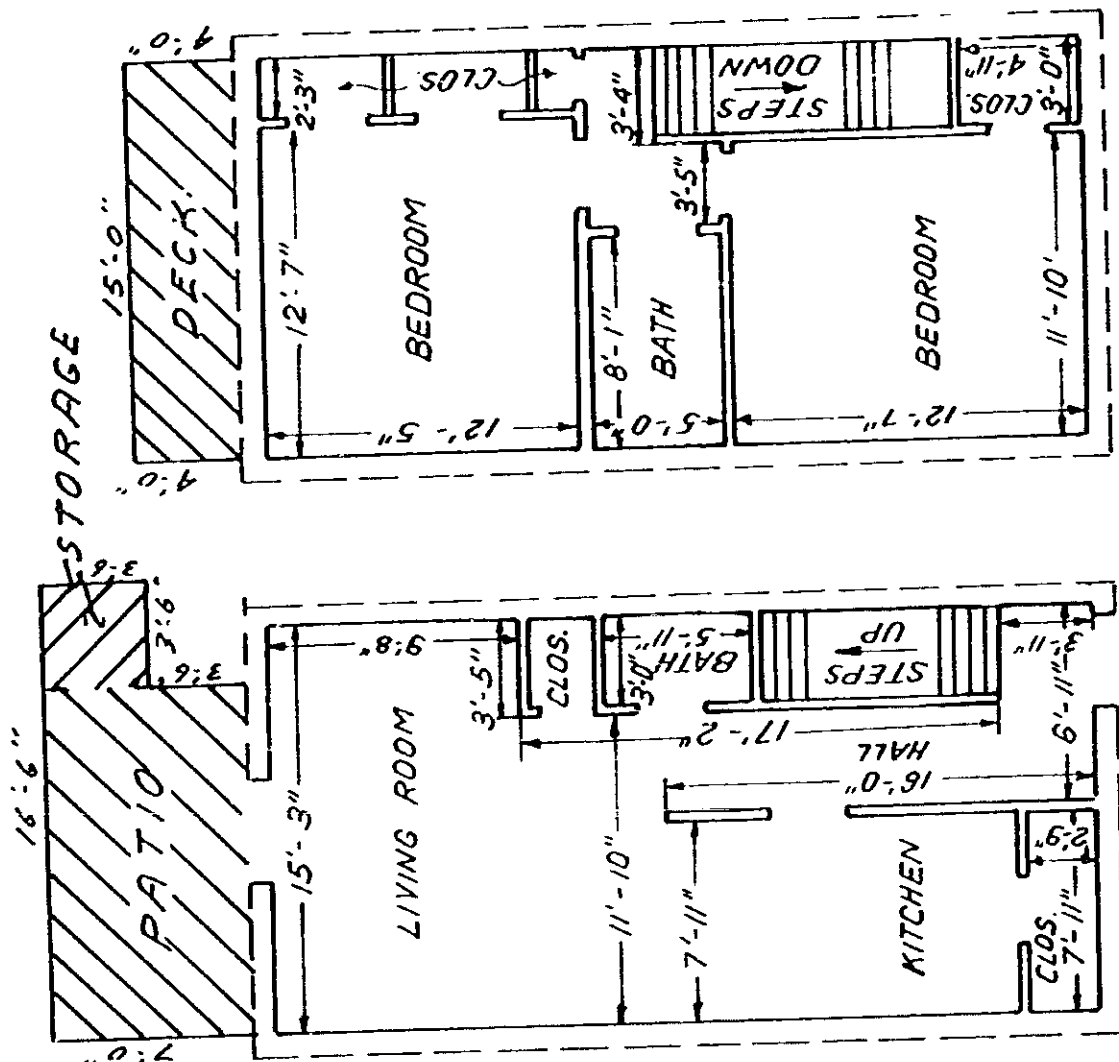 4'-0"
15'-0"
DECK
4'-0"
2'-3"
CLOS
12'-7"
BEDROOM
12'-5"
8'-1"
BATH
5'-0"
3'-4"
3'-5"
STEPS
DOWN
4'-11"
CLOS.
3'-0"
BEDROOM
12'-7"
11'-10'
STORAGE
3'-6
3'6"
3'6"
16'-6"
PATIO
15'-3"
LIVING ROOM
9'-8"
3'-5"
CLOS.
3'-0"
BATH
5'-11"
STEPS
UP
3'-11"
17'-2"
HALL
16'-0"
6'-11"
11'-10"
7'-11"
KITCHEN
2'-9"
CLOS.
7'-11"